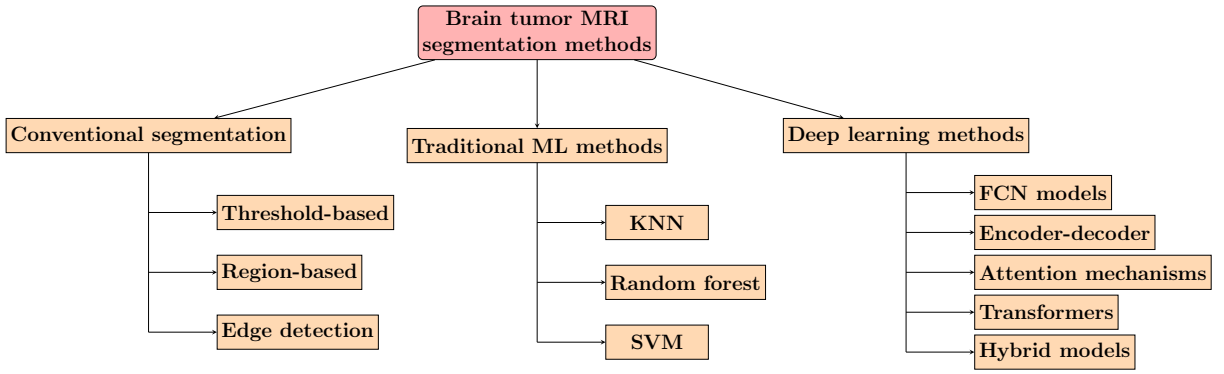 Brain tumor MRI
segmentation methods
Conventional segmentation
Threshold-based
Region-based
Edge detection
Traditional ML methods
KNN
Random forest
SVM
Deep learning methods
FCN models
Encoder-decoder
Attention mechanisms
Transformers
Hybrid models